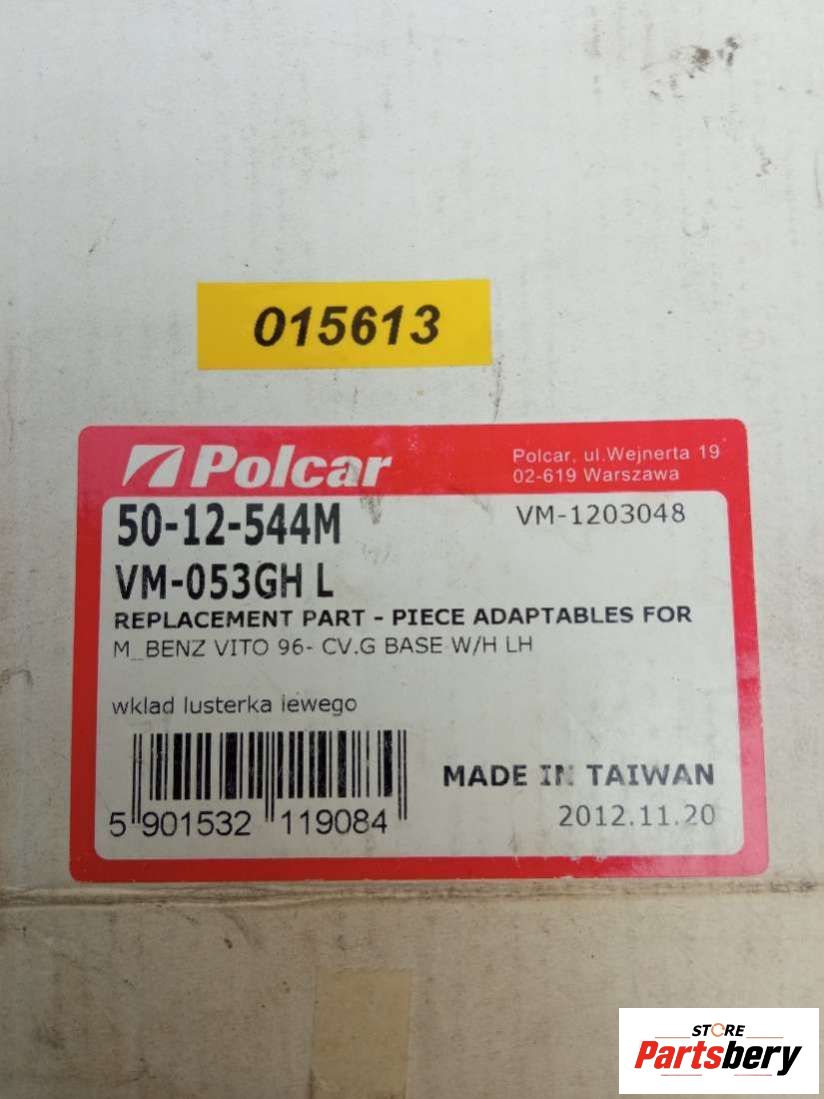 015613
Polcar
Polcar, ul.Wejnerta 19
02-619 Warszawa
50-12-544M
VM-1203048
VM-053GH L
REPLACEMENT PART - PIECE ADAPTABLES FOR
M_BENZ VITO 96- CV.G BASE W/H LH
wklad lusterka lewego
MADE IN TAIWAN
5 901532 119084
2012.11.20
STORE
Partsbery